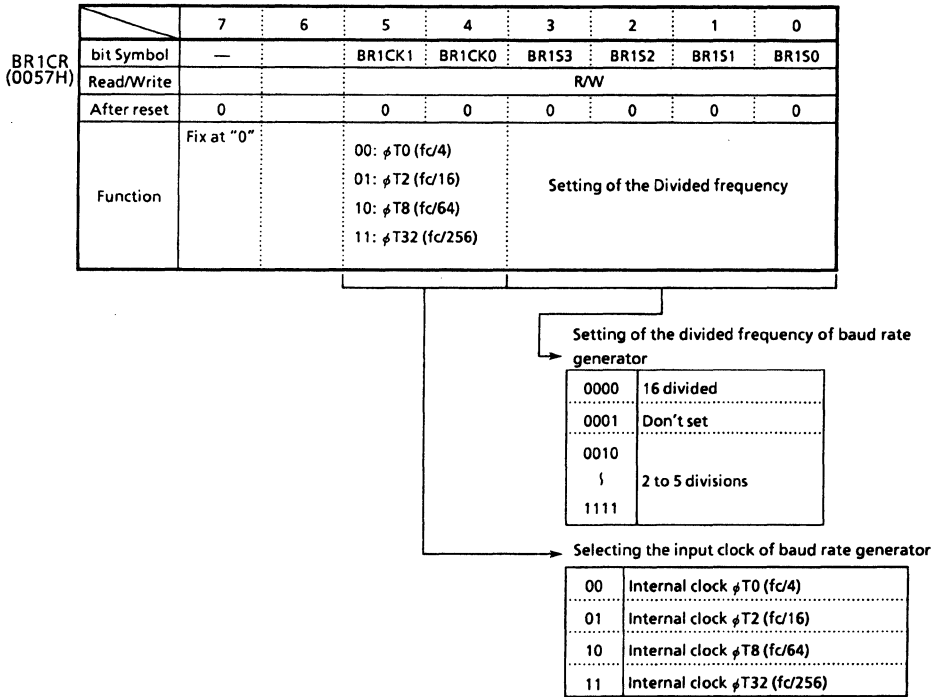 7 6 5 4 3 2 1 0
BR1CR
(0057H)
bit Symbol — BR1CK1 BR1CK0 BR1S3 BR1S2 BR1S1 BR1S0
Read/Write R/W
After reset 0 0 0 0 0 0 0
Function
Fix at "0"
00: φT0 (fc/4)
01: φT2 (fc/16)
10: φT8 (fc/64)
11: φT32 (fc/256)
Setting of the Divided frequency
Setting of the divided frequency of baud rate
generator
0000 16 divided
0001 Don't set
0010
~
1111
2 to 5 divisions
Selecting the input clock of baud rate generator
00 Internal clock φT0 (fc/4)
01 Internal clock φT2 (fc/16)
10 Internal clock φT8 (fc/64)
11 Internal clock φT32 (fc/256)